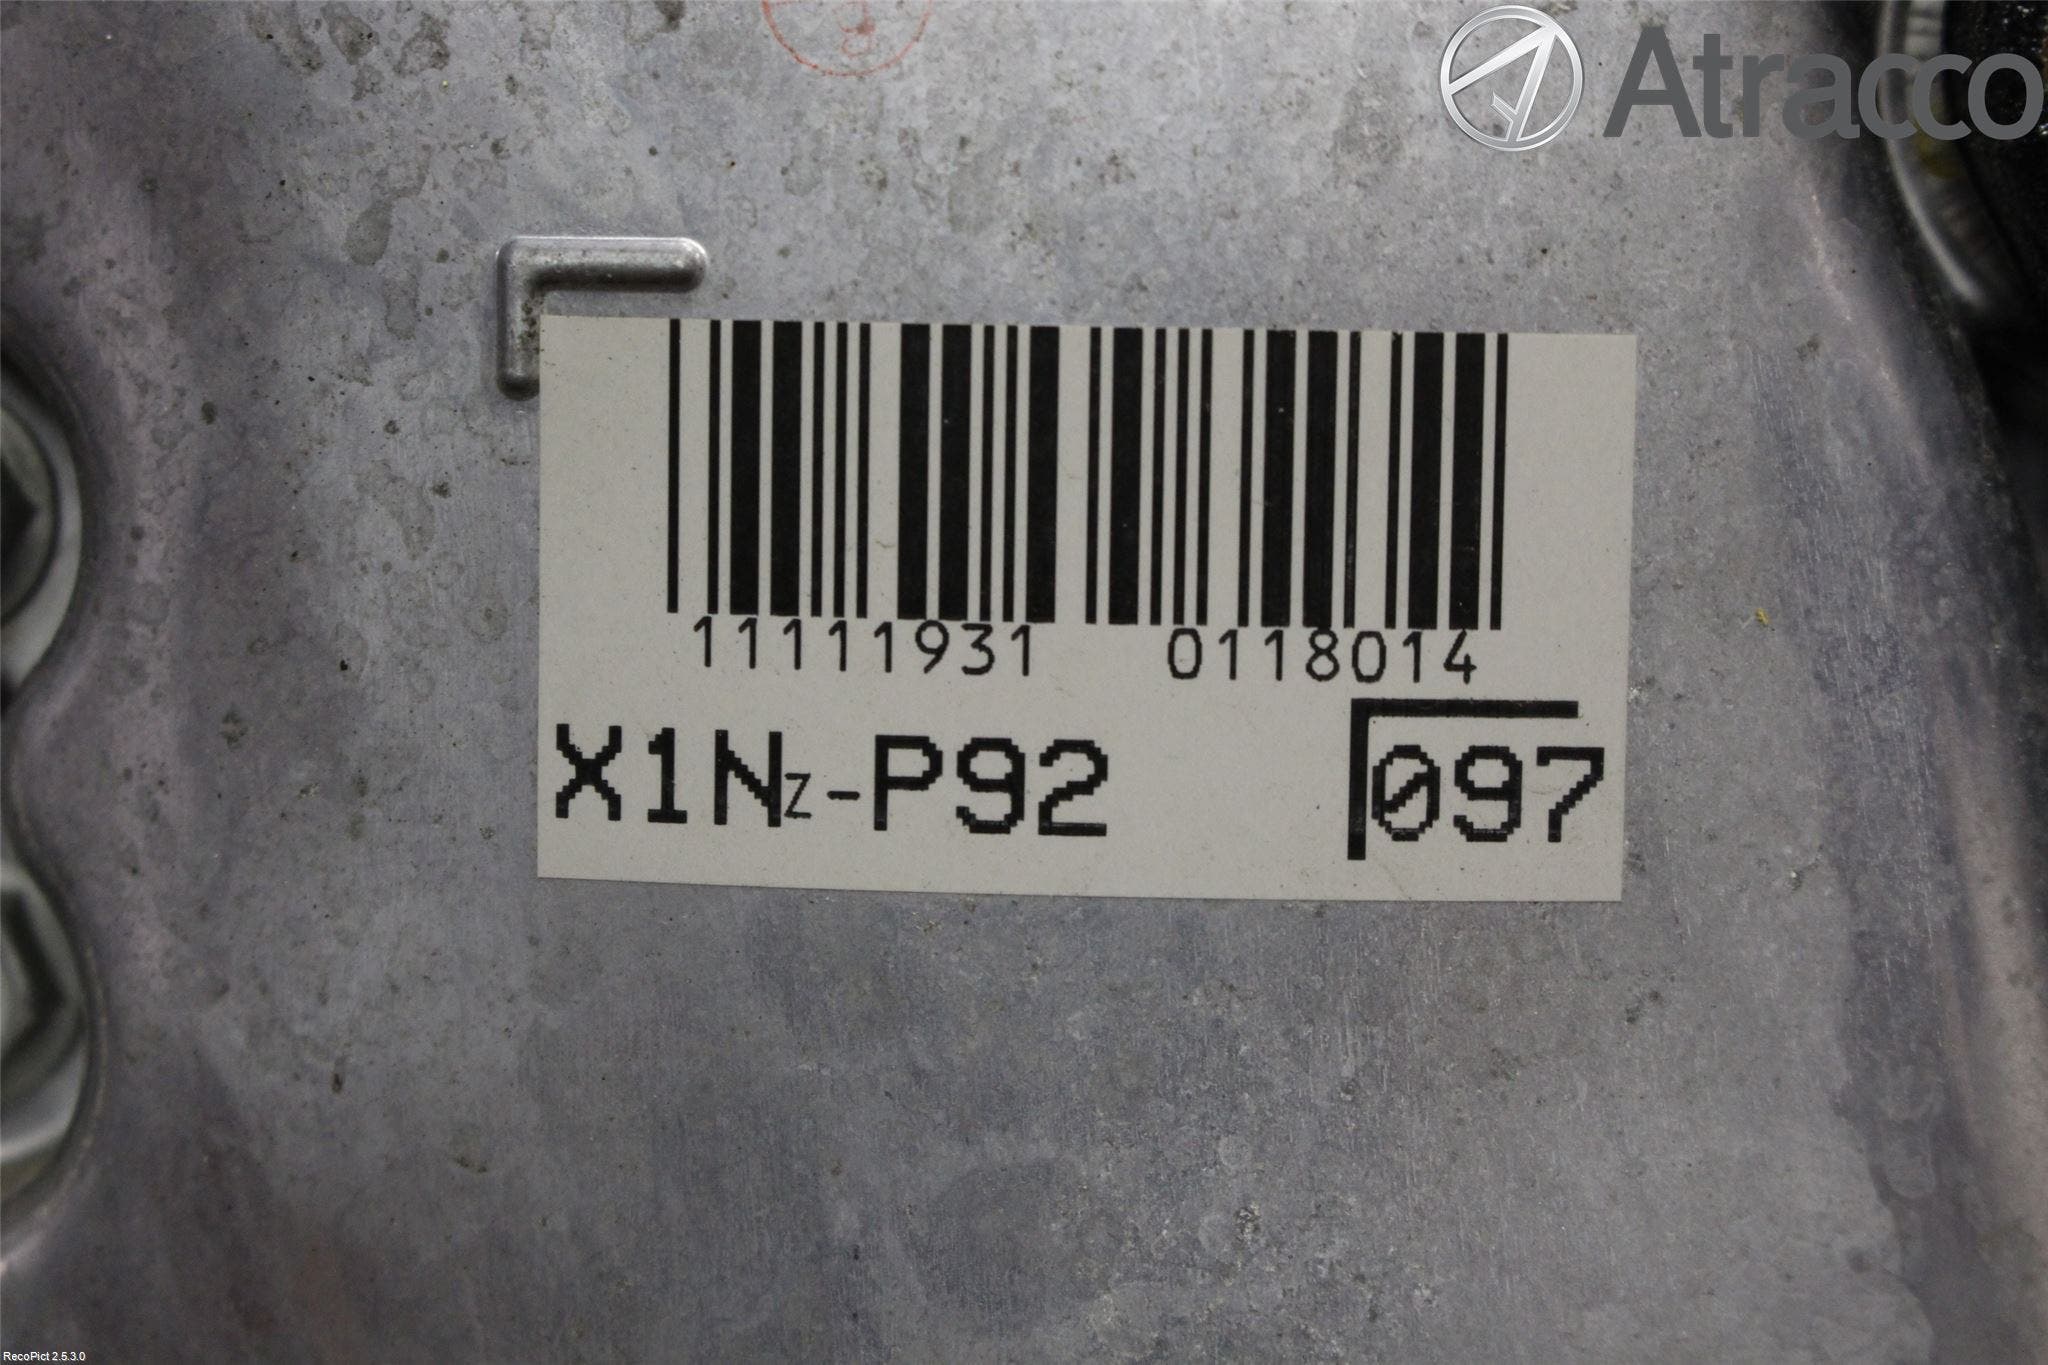 Atracco
11111931 0118014
X1Nz-P92 097
RecoPict 2.5.3.0